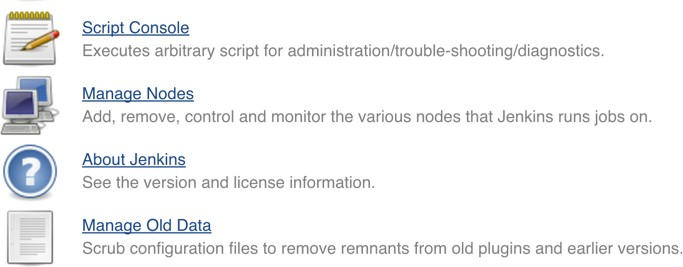 Script Console
Executes arbitrary script for administration/trouble-shooting/diagnostics.
Manage Nodes
Add, remove, control and monitor the various nodes that Jenkins runs jobs on.
About Jenkins
See the version and license information.
Manage Old Data
Scrub configuration files to remove remnants from old plugins and earlier versions.